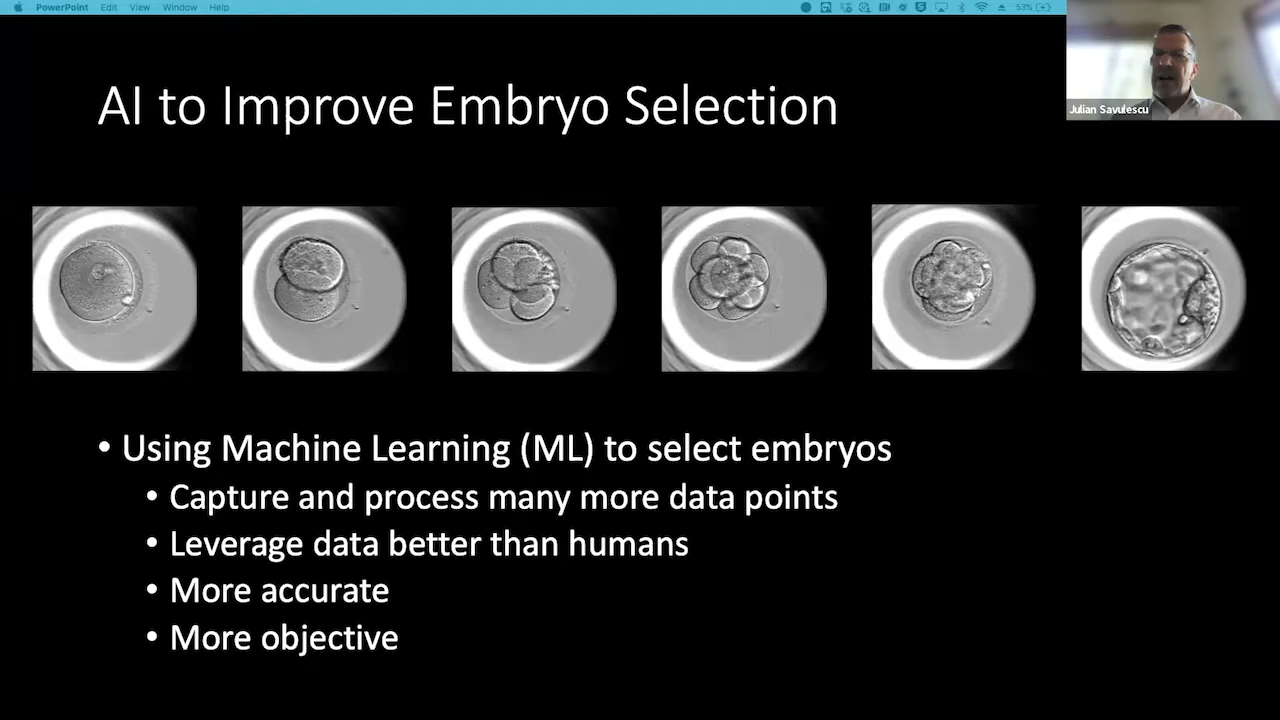 PowerPoint Edit View Window Help 53%
Julian Savulescu
AI to Improve Embryo Selection
• Using Machine Learning (ML) to select embryos
• Capture and process many more data points
• Leverage data better than humans
• More accurate
• More objective